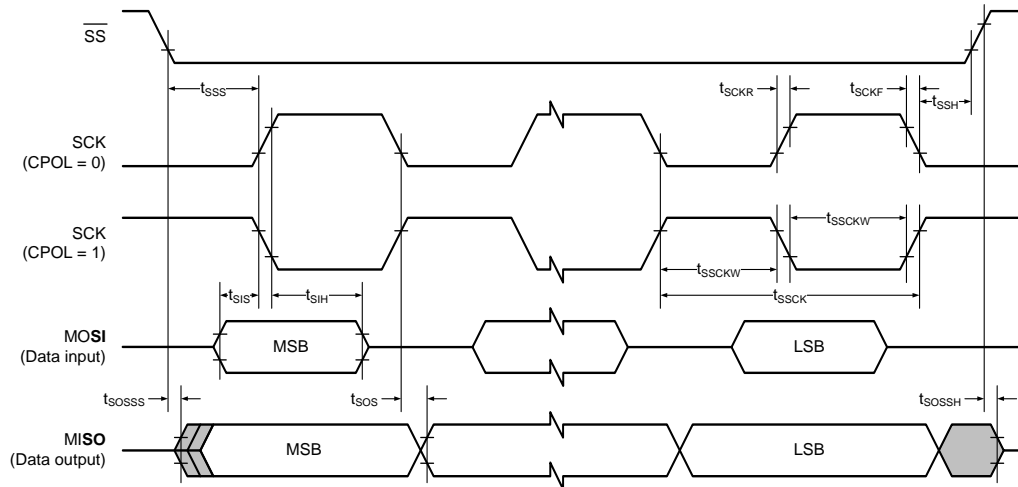 SS
tSSS
tSCKR
tSCKF
tSSH
SCK
(CPOL = 0)
SCK
(CPOL = 1)
tSSCKW
tSSCKW
tSIS
tSIH
tSSCK
MOSI
(Data input)
MSB
LSB
tSOSSS
tSOS
tSOSSH
MISO
(Data output)
MSB
LSB